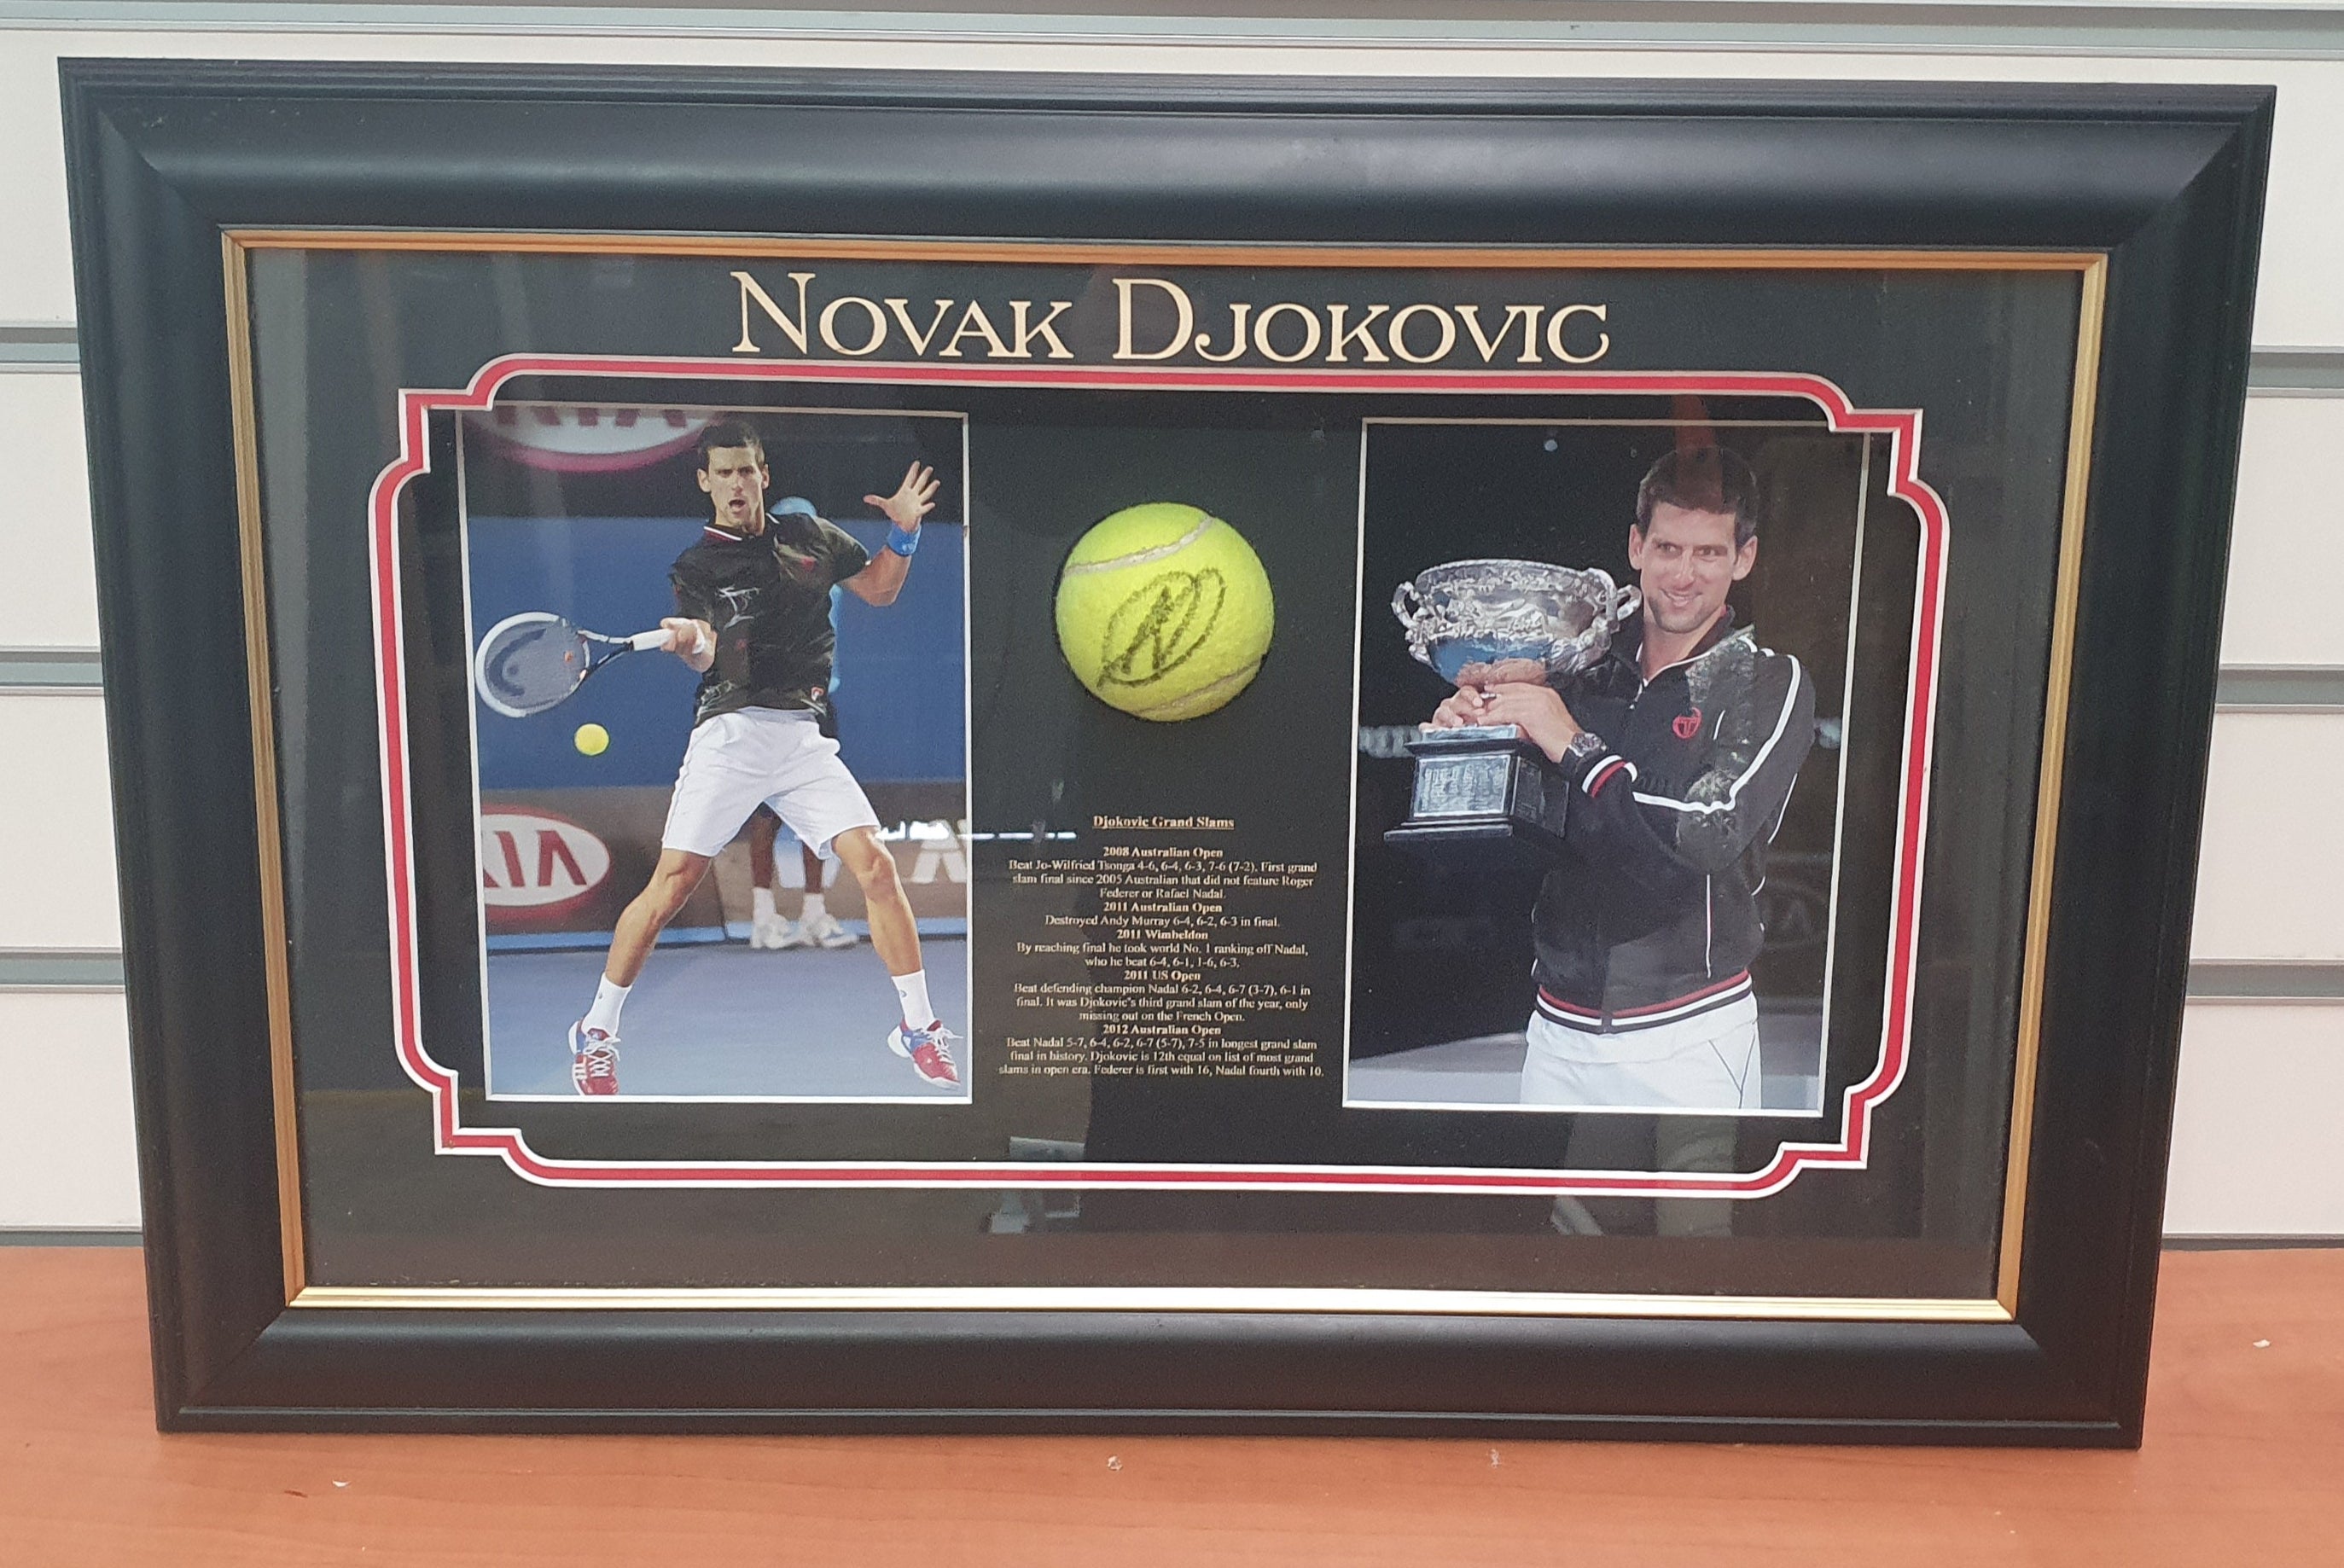 NOVAK DJOKOVIC
KIA
KIA
Djokovic Grand Slams
2008 Australian Open
Beat Jo-Wilfried Tsonga 4-6, 6-4, 6-3, 7-6 (7-2). First grand
slam final since 2005 Australian that did not feature Roger
Federer or Rafael Nadal.
2011 Australian Open
Destroyed Andy Murray 6-4, 6-2, 6-3 in final.
2011 Wimbeldon
By reaching final he took world No. 1 ranking off Nadal,
who he beat 6-4, 6-1, 1-6, 6-3.
2011 US Open
Beat defending champion Nadal 6-2, 6-4, 6-7 (3-7), 6-1 in
final. It was Djokovic"s third grand slam of the year, only
missing out on the French Open.
2012 Australian Open
Beat Nadal 5-7, 6-4, 6-2, 6-7 (5-7), 7-5 in longest grand slam
final in history. Djokovic is 12th equal on list of most grand
slams in open era. Federer is first with 16, Nadal fourth with 10.